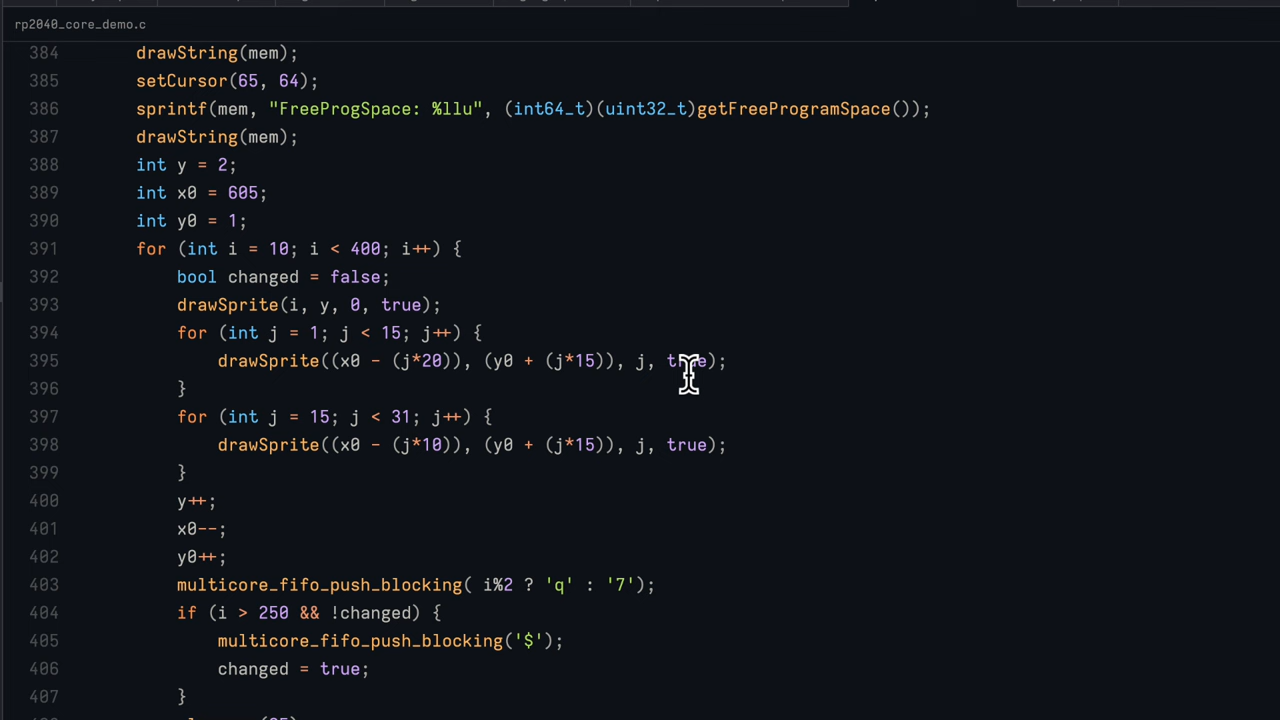 rp2040_core_demo.c
384 drawString(mem);
385 setCursor(65, 64);
386 sprintf(mem, "FreeProgSpace: %llu", (int64_t)(uint32_t)getFreeProgramSpace());
387 drawString(mem);
388 int y = 2;
389 int x0 = 605;
390 int y0 = 1;
391 for (int i = 10; i < 400; i++) {
392 bool changed = false;
393 drawSprite(i, y, 0, true);
394 for (int j = 1; j < 15; j++) {
395 drawSprite((x0 - (j*20)), (y0 + (j*15)), j, true);
396 }
397 for (int j = 15; j < 31; j++) {
398 drawSprite((x0 - (j*10)), (y0 + (j*15)), j, true);
399 }
400 y++;
401 x0--;
402 y0++;
403 multicore_fifo_push_blocking( i%2 ? 'q' : '7');
404 if (i > 250 && !changed) {
405 multicore_fifo_push_blocking('$');
406 changed = true;
407 }